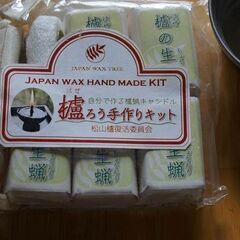 JAPAN WAX TREE
JAPAN WAX HAND MADE KIT
自分で作る櫨蝋キャンドル
はぜ
櫨ろう手作りキット
松山櫨復活委員会
櫨の生
生蝋
生蝋